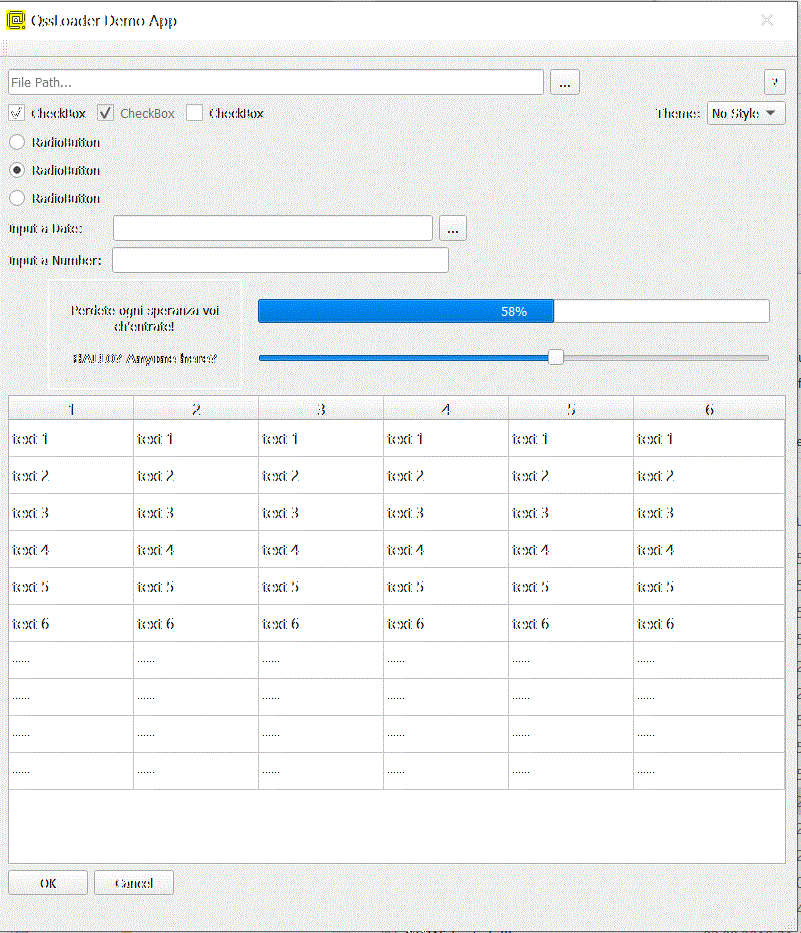 QssLoader Demo App
File Path...
...
?
CheckBox
CheckBox
CheckBox
Theme:
No Style
RadioButton
RadioButton
RadioButton
Input a Date:
...
Input a Number:
Perdete ogni speranza voi
ch'entrate!
58%
HALLO? Anyone here?
1 2 3 4 5 6
text 1 text 1 text 1 text 1 text 1 text 1
text 2 text 2 text 2 text 2 text 2 text 2
text 3 text 3 text 3 text 3 text 3 text 3
text 4 text 4 text 4 text 4 text 4 text 4
text 5 text 5 text 5 text 5 text 5 text 5
text 6 text 6 text 6 text 6 text 6 text 6
...... ...... ...... ...... ...... ......
...... ...... ...... ...... ...... ......
...... ...... ...... ...... ...... ......
...... ...... ...... ...... ...... ......
OK
Cancel